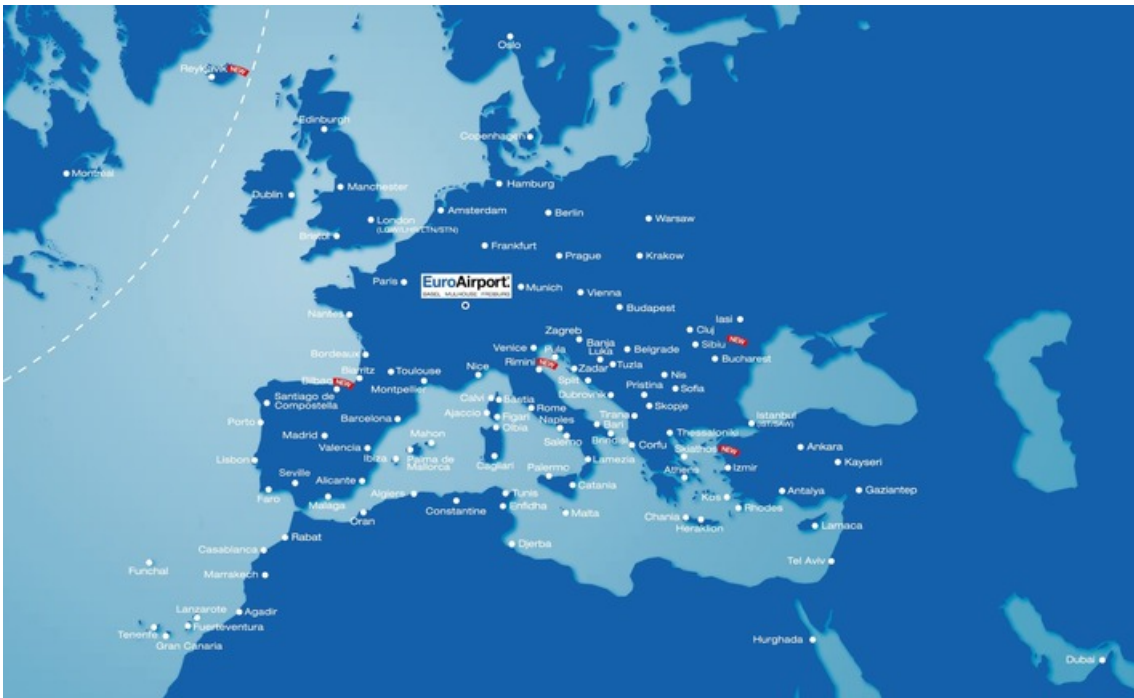 Oslo
Reykjavik NEW
Edinburgh
Copenhagen
Montréal
Hamburg
Dublin
Manchester
Amsterdam
Berlin
London
Warsaw
(LGW/LHR/LTN/STN)
Bristol
Frankfurt
Prague
Krakow
Paris
EuroAirport
BASEL MULHOUSE FREIBURG
Munich
Vienna
Budapest
Nantes
Iasi
Zagreb
Cluj
Banja
Luka
Sibiu NEW
Venice
Pula
Belgrade
Bordeaux
Bucharest
Rimini NEW
Tuzla
Biarritz
Toulouse
Nice
Zadar
Nis
Bilbao NEW
Montpellier
Split
Pristina
Sofia
Santiago de
Compostella
Calvi
Bastia
Dubrovnik
Skopje
Ajaccio
Rome
Figari
Porto
Barcelona
Olbia
Naples
Tirana
Bari
Istanbul
(IST/SAW)
Madrid
Mahon
Salerno
Brindisi
Thessaloniki
Valencia
Corfu
Skiathos NEW
Ankara
Lisbon
Ibiza
Palma de
Mallorca
Cagliari
Palermo
Lamezia
Athens
Izmir
Kayseri
Seville
Alicante
Catania
Faro
Malaga
Algiers
Tunis
Antalya
Gaziantep
Constantine
Enfidha
Kos
Rhodes
Oran
Malta
Chania
Heraklion
Larnaca
Rabat
Djerba
Casablanca
Funchal
Tel Aviv
Marrakech
Lanzarote
Agadir
Fuerteventura
Tenerife
Gran Canaria
Hurghada
Dubai